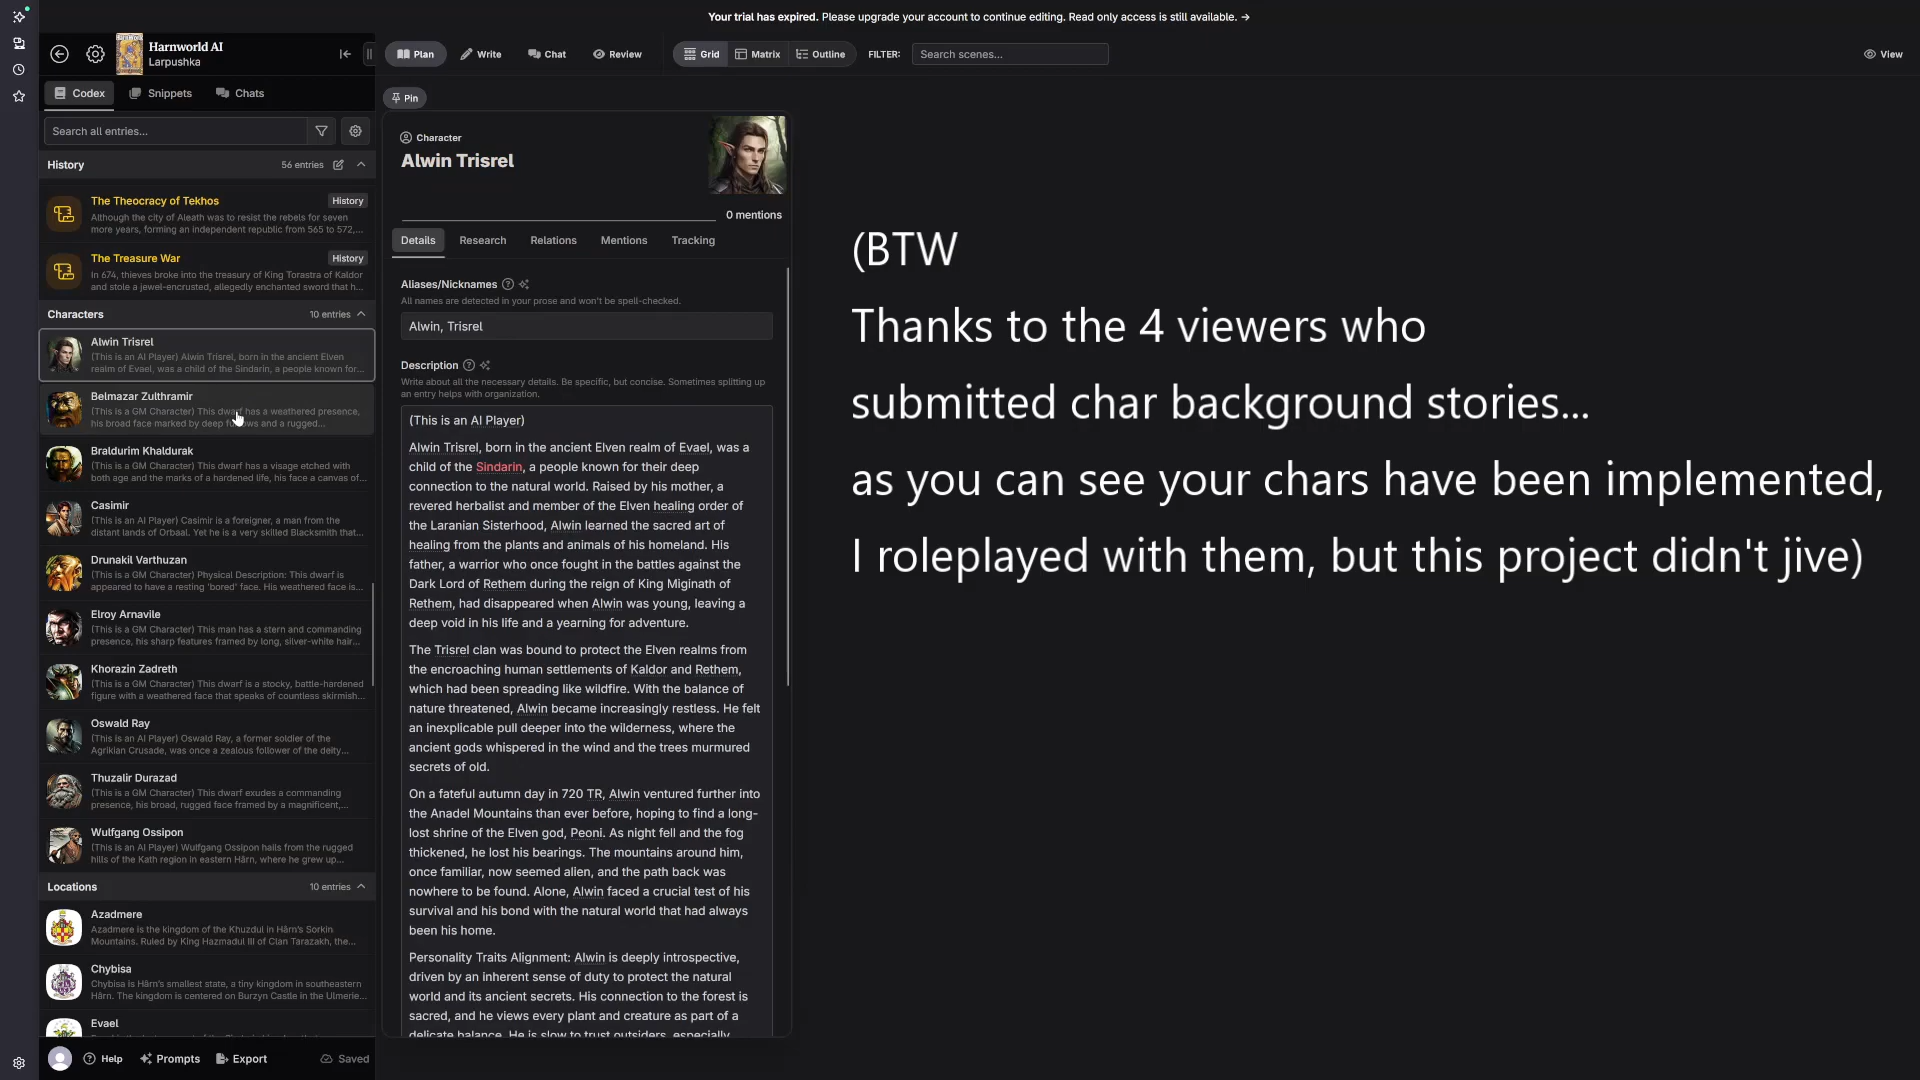 Your trial has expired. Please upgrade your account to continue editing. Read only access is still available. →
Harnworld AI
Larpushka
Plan
Write
Chat
Review
Grid
Matrix
Outline
FILTER:
Search scenes...
View
Codex
Snippets
Chats
Search all entries...
History
56 entries
The Theocracy of Tekhos
History
Although the city of Aleath was to resist the rebels for seven
more years, forming an independent republic from 565 to 572,...
The Treasure War
History
In 674, thieves broke into the treasury of King Torastra of Kaldor
and stole a jewel-encrusted, allegedly enchanted sword that h...
Characters
10 entries
Alwin Trisrel
(This is an AI Player) Alwin Trisrel, born in the ancient Elven
realm of Evael, was a child of the Sindarin, a people known for...
Belmazar Zulthramir
(This is a GM Character) This dwarf has a weathered presence,
his broad face marked by deep and a rugged...
Braldurim Khaldurak
(This is a GM Character) This dwarf has a visage etched with
both age and the marks of a hardened life, his face a canvas of...
Casimir
(This is an AI Player) Casimir is a foreigner, a man from the
distant lands of Orbaal. Yet he is a very skilled Blacksmith that...
Drunakil Varthuzan
(This is a GM Character) Physical Description: This dwarf is
appeared to have a resting 'bored' face. His weathered face is...
Elroy Arnavile
(This is a GM Character) This man has a stern and commanding
presence, his sharp features framed by long, silver-white hair...
Khorazin Zadreth
(This is a GM Character) This dwarf is a stocky, battle-hardened
figure with a weathered face that speaks of countless skirmish...
Oswald Ray
(This is an AI Player) Oswald Ray, a former soldier of the
Agrikian Crusade, was once a zealous follower of the deity...
Thuzalir Durazad
(This is a GM Character) This dwarf exudes a commanding
presence, his broad, rugged face framed by a magnificent,...
Wulfgang Ossipon
(This is an AI Player) Wulfgang Ossipon hails from the rugged
hills of the Kath region in eastern Hârn, where he grew up...
Locations
10 entries
Azadmere
Azadmere is the kingdom of the Khuzdul in Hârn's Sorkin
Mountains. Ruled by King Hazmadul III of Clan Tarazakh, the...
Chybisa
Chybisa is Hârn's smallest state, a tiny kingdom in southeastern
Hârn. The kingdom is centered on Burzyn Castle in the Ulmerie...
Evael
Help
Prompts
Export
Saved
Pin
Character
Alwin Trisrel
0 mentions
Details
Research
Relations
Mentions
Tracking
Aliases/Nicknames
All names are detected in your prose and won't be spell-checked.
Alwin, Trisrel
Description
Write about all the necessary details. Be specific, but concise. Sometimes splitting up
an entry helps with organization.
(This is an AI Player)
Alwin Trisrel, born in the ancient Elven realm of Evael, was a
child of the Sindarin, a people known for their deep
connection to the natural world. Raised by his mother, a
revered herbalist and member of the Elven healing order of
the Laranian Sisterhood, Alwin learned the sacred art of
healing from the plants and animals of his homeland. His
father, a warrior who once fought in the battles against the
Dark Lord of Rethem during the reign of King Miginath of
Rethem, had disappeared when Alwin was young, leaving a
deep void in his life and a yearning for adventure.
The Trisrel clan was bound to protect the Elven realms from
the encroaching human settlements of Kaldor and Rethem,
which had been spreading like wildfire. With the balance of
nature threatened, Alwin became increasingly restless. He felt
an inexplicable pull deeper into the wilderness, where the
ancient gods whispered in the wind and the trees murmured
secrets of old.
On a fateful autumn day in 720 TR, Alwin ventured further into
the Anadel Mountains than ever before, hoping to find a long-
lost shrine of the Elven god, Peoni. As night fell and the fog
thickened, he lost his bearings. The mountains around him,
once familiar, now seemed alien, and the path back was
nowhere to be found. Alone, Alwin faced a crucial test of his
survival and his bond with the natural world that had always
been his home.
Personality Traits Alignment: Alwin is deeply introspective,
driven by an inherent sense of duty to protect the natural
world and its ancient secrets. His connection to the forest is
sacred, and he views every plant and creature as part of a
delicate balance. He is slow to trust outsiders, especially
(BTW
Thanks to the 4 viewers who
submitted char background stories...
as you can see your chars have been implemented,
I roleplayed with them, but this project didn't jive)